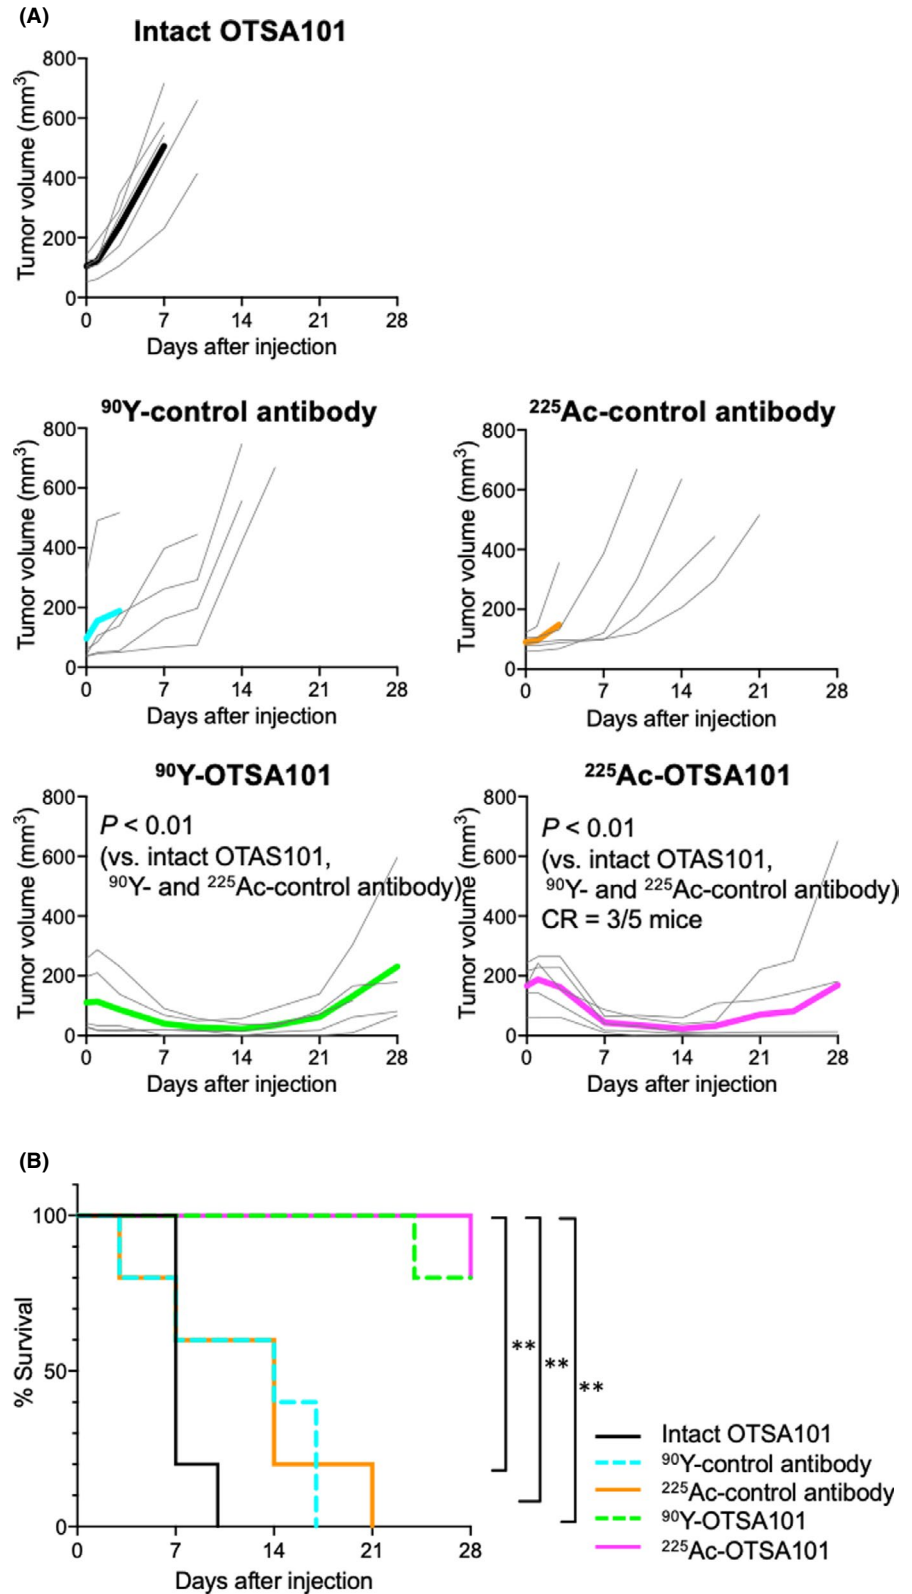 (A)
Intact OTSA101
800
600
400
200
0
Tumor volume (mm³)
0 7 14 21 28
Days after injection
⁹⁰Y-control antibody
800
600
400
200
0
Tumor volume (mm³)
0 7 14 21 28
Days after injection
²²⁵Ac-control antibody
800
600
400
200
0
Tumor volume (mm³)
0 7 14 21 28
Days after injection
⁹⁰Y-OTSA101
P < 0.01
(vs. intact OTAS101,
⁹⁰Y- and ²²⁵Ac-control antibody)
800
600
400
200
0
Tumor volume (mm³)
0 7 14 21 28
Days after injection
²²⁵Ac-OTSA101
P < 0.01
(vs. intact OTAS101,
⁹⁰Y- and ²²⁵Ac-control antibody)
CR = 3/5 mice
800
600
400
200
0
Tumor volume (mm³)
0 7 14 21 28
Days after injection
(B)
100
50
0
% Survival
0 7 14 21 28
Days after injection
**
**
**
Intact OTSA101
⁹⁰Y-control antibody
²²⁵Ac-control antibody
⁹⁰Y-OTSA101
²²⁵Ac-OTSA101